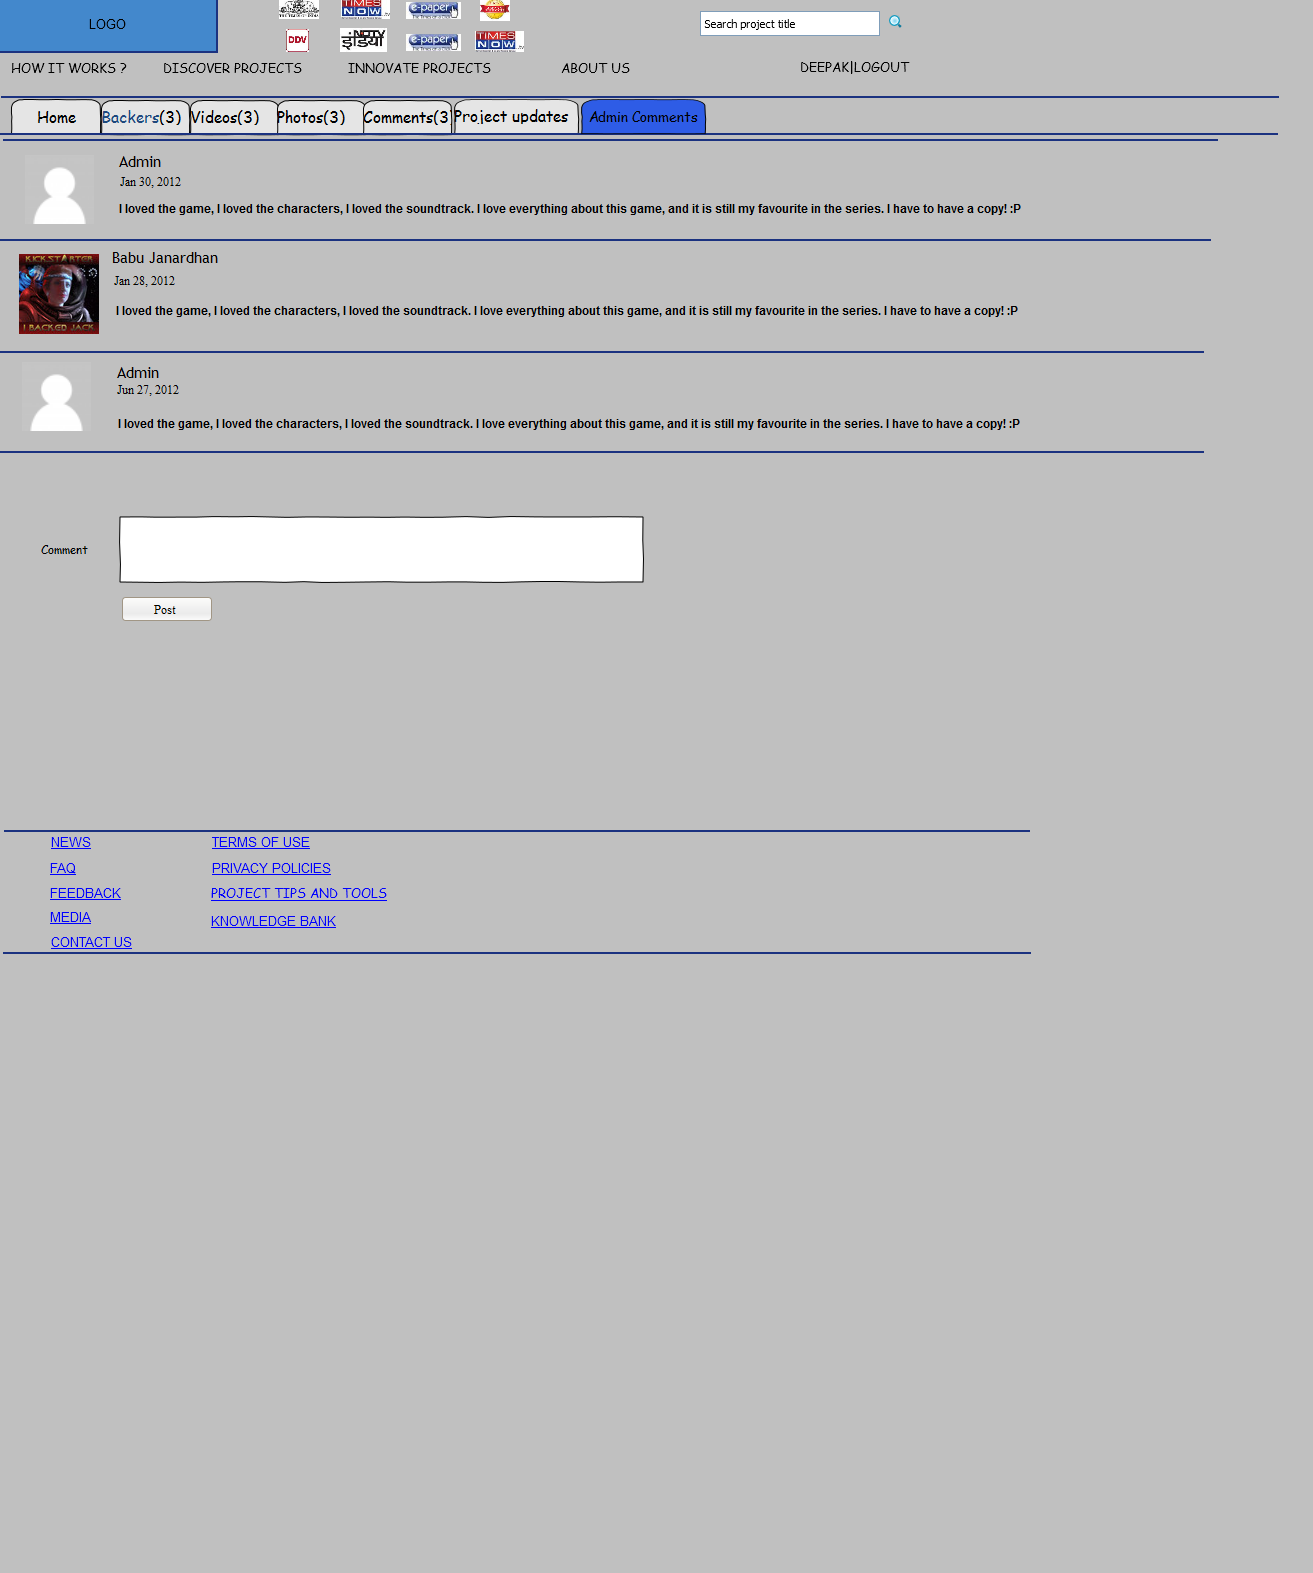 LOGO
TIMES
NOW
e-paper
DDV
NDTV
इंडिया
e-paper
TIMES
NOW
Search project title
HOW IT WORKS ?
DISCOVER PROJECTS
INNOVATE PROJECTS
ABOUT US
DEEPAK|LOGOUT
Home
Backers(3)
Videos(3)
Photos(3)
Comments(3)
Project updates
Admin Comments
Admin
Jan 30, 2012
I loved the game, I loved the characters, I loved the soundtrack. I love everything about this game, and it is still my favourite in the series. I have to have a copy! :P
KICKSTARTER
I BACKED JACK
Babu Janardhan
Jan 28, 2012
I loved the game, I loved the characters, I loved the soundtrack. I love everything about this game, and it is still my favourite in the series. I have to have a copy! :P
Admin
Jun 27, 2012
I loved the game, I loved the characters, I loved the soundtrack. I love everything about this game, and it is still my favourite in the series. I have to have a copy! :P
Comment
Post
NEWS
TERMS OF USE
FAQ
PRIVACY POLICIES
FEEDBACK
PROJECT TIPS AND TOOLS
MEDIA
KNOWLEDGE BANK
CONTACT US